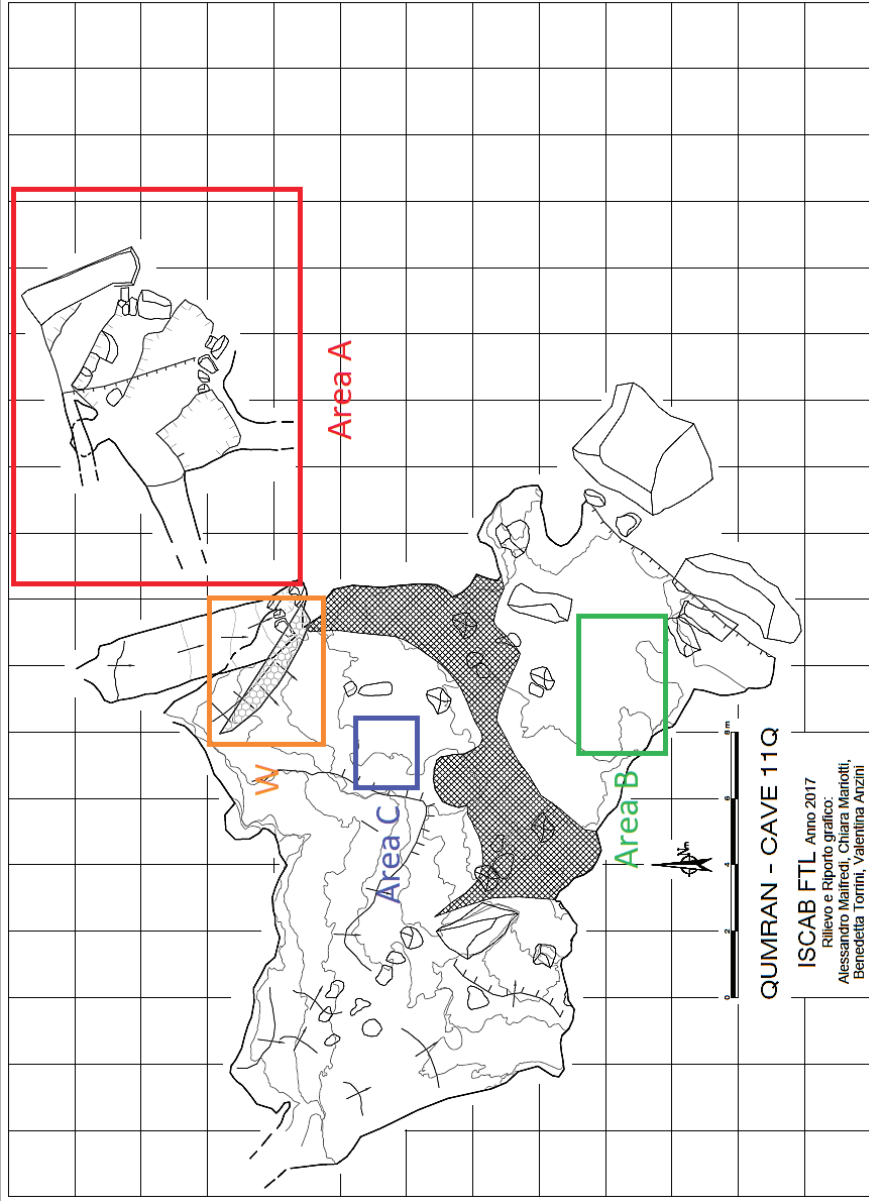 Area A
W
Area C
Area B
Nm
0 2 4 6 8 m
QUMRAN - CAVE 11Q
ISCAB FTL Anno 2017
Rilievo e Riporto grafico:
Alessandro Maifredi, Chiara Mariotti,
Benedetta Torrini, Valentina Anzini